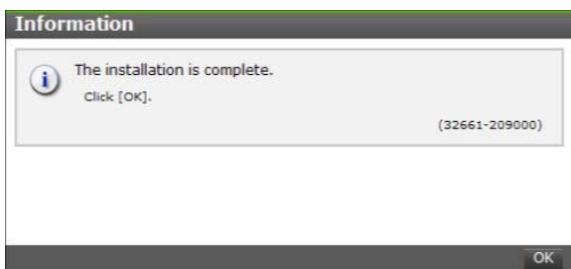 Information
The installation is complete.
Click [OK].
(32661-209000)
OK